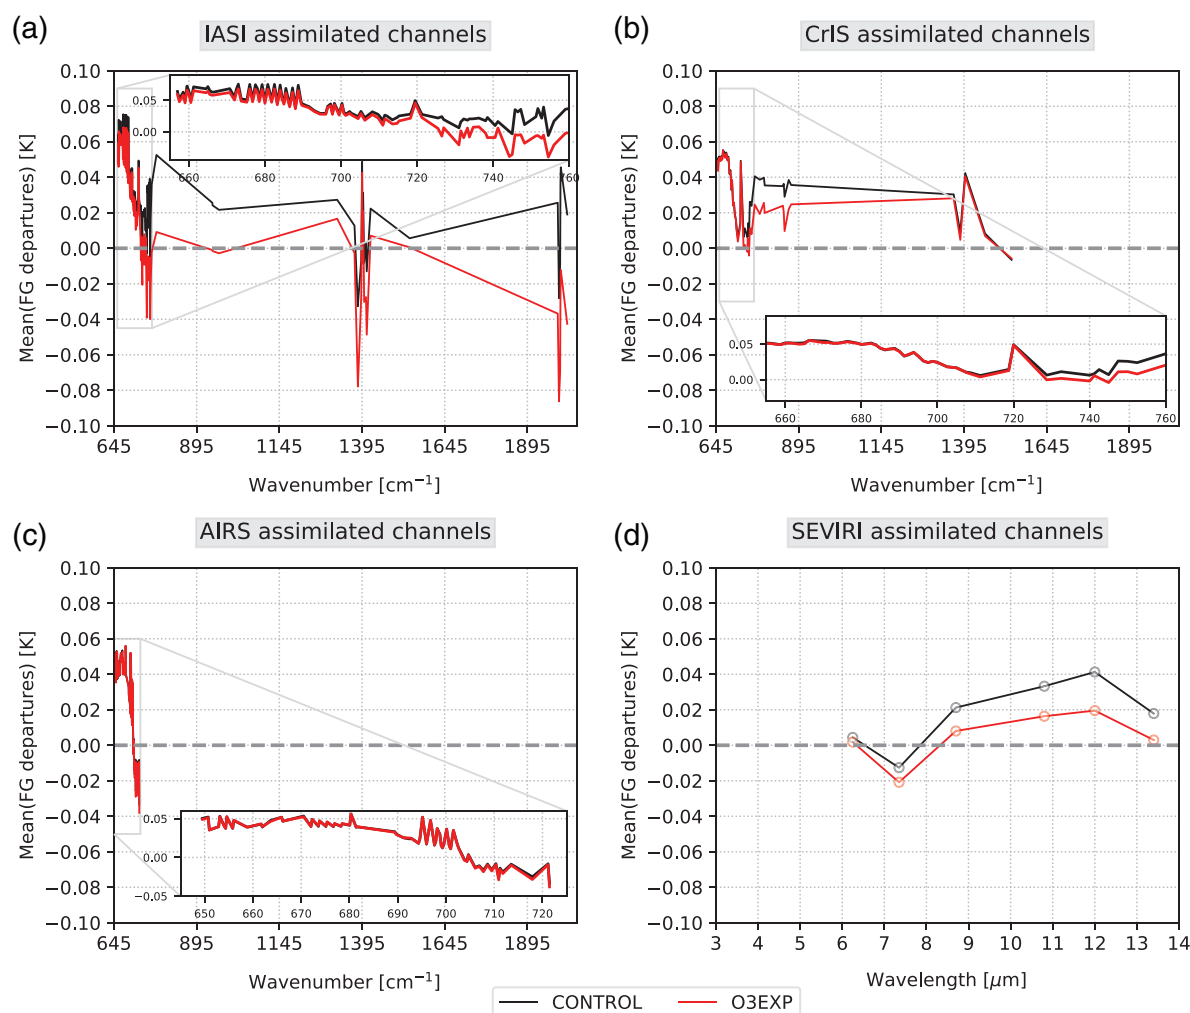 (a) IASI assimilated channels
0.10
0.08
0.06
0.04
0.02
0.00
−0.02
−0.04
−0.06
−0.08
−0.10
Mean(FG departures) [K]
0.05
0.00
660 680 700 720 740 760
645 895 1145 1395 1645 1895
Wavenumber [cm⁻¹]
(b) CrIS assimilated channels
0.10
0.08
0.06
0.04
0.02
0.00
−0.02
−0.04
−0.06
−0.08
−0.10
Mean(FG departures) [K]
0.05
0.00
660 680 700 720 740 760
645 895 1145 1395 1645 1895
Wavenumber [cm⁻¹]
(c) AIRS assimilated channels
0.10
0.08
0.06
0.04
0.02
0.00
−0.02
−0.04
−0.06
−0.08
−0.10
Mean(FG departures) [K]
0.05
0.00
−0.05
650 660 670 680 690 700 710 720
645 895 1145 1395 1645 1895
Wavenumber [cm⁻¹]
(d) SEVIRI assimilated channels
0.10
0.08
0.06
0.04
0.02
0.00
−0.02
−0.04
−0.06
−0.08
−0.10
Mean(FG departures) [K]
3 4 5 6 7 8 9 10 11 12 13 14
Wavelength [μm]
CONTROL O3EXP